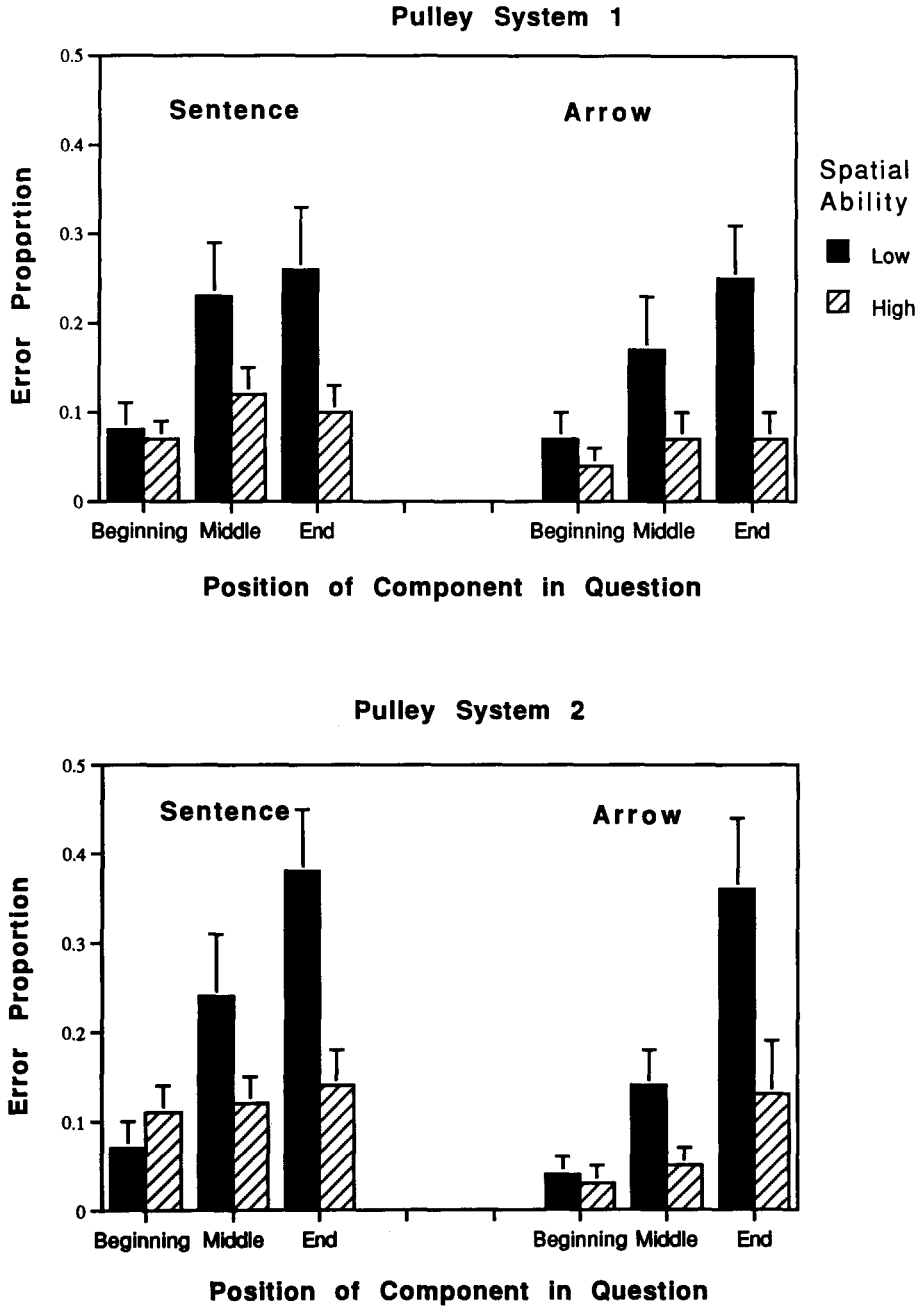 Pulley System 1
0.5
0.4
0.3
0.2
0.1
0
Error Proportion
Sentence
Arrow
Spatial
Ability
Low
High
Beginning Middle End
Beginning Middle End
Position of Component in Question
Pulley System 2
0.5
0.4
0.3
0.2
0.1
0
Error Proportion
Sentence
Arrow
Beginning Middle End
Beginning Middle End
Position of Component in Question